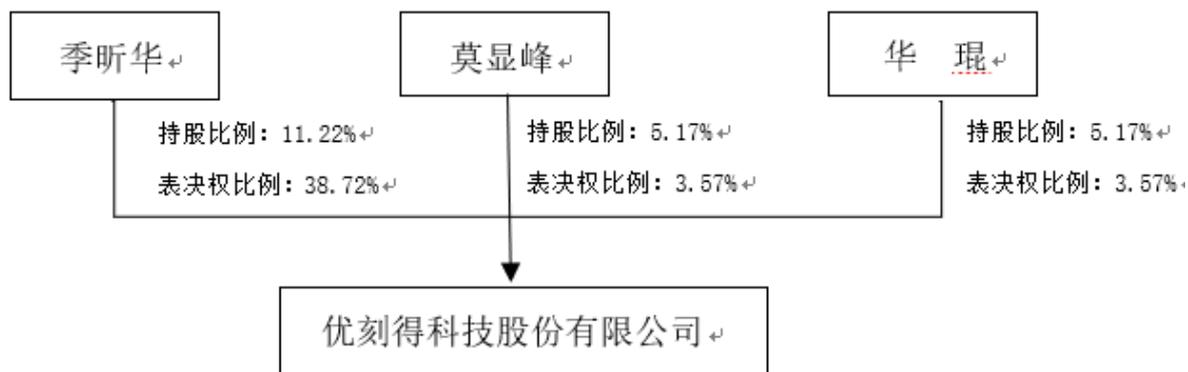 季昕华
莫显峰
华 琨
持股比例：11.22%
表决权比例：38.72%
持股比例：5.17%
表决权比例：3.57%
持股比例：5.17%
表决权比例：3.57%
优刻得科技股份有限公司